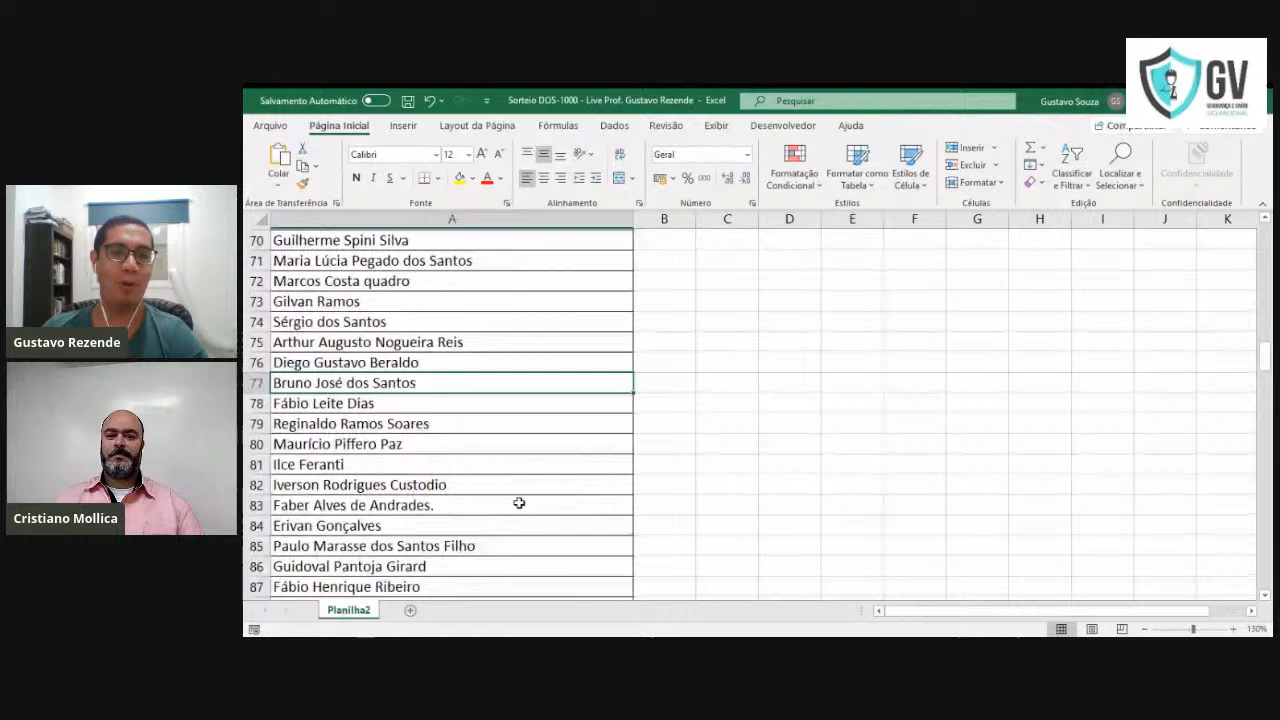 GV
Salvamento Automático
Sorteio DOS-1000 - Live Prof. Gustavo Rezende - Excel
Pesquisar
Gustavo Souza
GS
Arquivo
Página Inicial
Inserir
Layout da Página
Fórmulas
Dados
Revisão
Exibir
Desenvolvedor
Ajuda
Colar
Calibri
12
N
I
S
Geral
Formatação
Condicional
Formatar como
Tabela
Estilos de
Célula
Inserir
Excluir
Formatar
Classificar
e Filtrar
Localizar e
Selecionar
Confidencialidade
Área de Transferência
Fonte
Alinhamento
Número
Estilos
Células
Edição
Confidencialidade
A B C D E F G H I J K
70 Guilherme Spini Silva
71 Maria Lúcia Pegado dos Santos
72 Marcos Costa quadro
73 Gilvan Ramos
74 Sérgio dos Santos
75 Arthur Augusto Nogueira Reis
76 Diego Gustavo Beraldo
77 Bruno José dos Santos
78 Fábio Leite Dias
79 Reginaldo Ramos Soares
80 Maurício Piffero Paz
81 Ilce Feranti
82 Iverson Rodrigues Custodio
83 Faber Alves de Andrades.
84 Erivan Gonçalves
85 Paulo Marasse dos Santos Filho
86 Guidoval Pantoja Girard
87 Fábio Henrique Ribeiro
Planilha2
130%
Gustavo Rezende
Cristiano Mollica